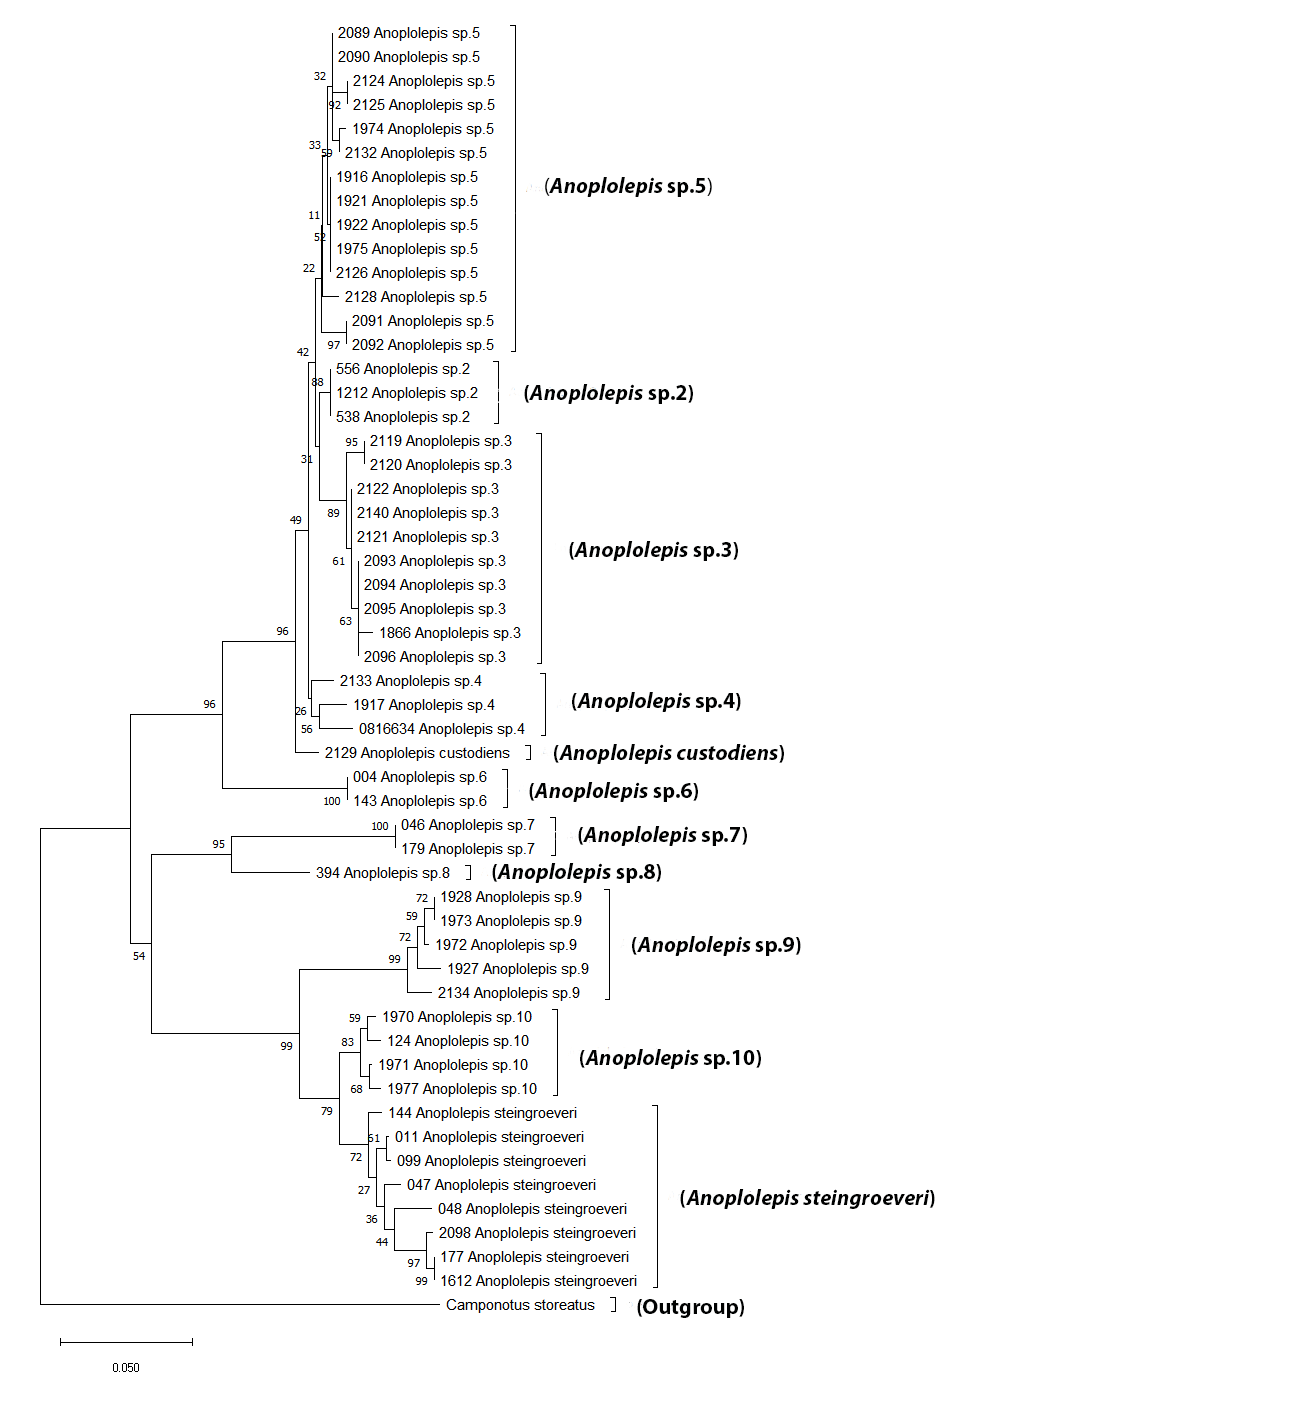 2089 Anoplolepis sp.5
2090 Anoplolepis sp.5
32
2124 Anoplolepis sp.5
92
2125 Anoplolepis sp.5
1974 Anoplolepis sp.5
33
59
2132 Anoplolepis sp.5
1916 Anoplolepis sp.5
(Anoplolepis sp.5)
1921 Anoplolepis sp.5
11
1922 Anoplolepis sp.5
52
1975 Anoplolepis sp.5
22
2126 Anoplolepis sp.5
2128 Anoplolepis sp.5
2091 Anoplolepis sp.5
97
2092 Anoplolepis sp.5
42
556 Anoplolepis sp.2
88
1212 Anoplolepis sp.2
(Anoplolepis sp.2)
538 Anoplolepis sp.2
95
2119 Anoplolepis sp.3
31
2120 Anoplolepis sp.3
2122 Anoplolepis sp.3
89
2140 Anoplolepis sp.3
49
2121 Anoplolepis sp.3
(Anoplolepis sp.3)
61
2093 Anoplolepis sp.3
2094 Anoplolepis sp.3
2095 Anoplolepis sp.3
63
1866 Anoplolepis sp.3
96
2096 Anoplolepis sp.3
2133 Anoplolepis sp.4
96
26
1917 Anoplolepis sp.4
(Anoplolepis sp.4)
56
0816634 Anoplolepis sp.4
2129 Anoplolepis custodiens
(Anoplolepis custodiens)
004 Anoplolepis sp.6
(Anoplolepis sp.6)
100
143 Anoplolepis sp.6
100
046 Anoplolepis sp.7
(Anoplolepis sp.7)
95
179 Anoplolepis sp.7
394 Anoplolepis sp.8
(Anoplolepis sp.8)
72
1928 Anoplolepis sp.9
59
1973 Anoplolepis sp.9
72
1972 Anoplolepis sp.9
(Anoplolepis sp.9)
54
99
1927 Anoplolepis sp.9
2134 Anoplolepis sp.9
59
1970 Anoplolepis sp.10
99
83
124 Anoplolepis sp.10
(Anoplolepis sp.10)
1971 Anoplolepis sp.10
68
1977 Anoplolepis sp.10
79
144 Anoplolepis steingroeveri
61
011 Anoplolepis steingroeveri
72
099 Anoplolepis steingroeveri
27
047 Anoplolepis steingroeveri
(Anoplolepis steingroeveri)
36
048 Anoplolepis steingroeveri
44
2098 Anoplolepis steingroeveri
97
177 Anoplolepis steingroeveri
99
1612 Anoplolepis steingroeveri
Camponotus storeatus
(Outgroup)
0.050